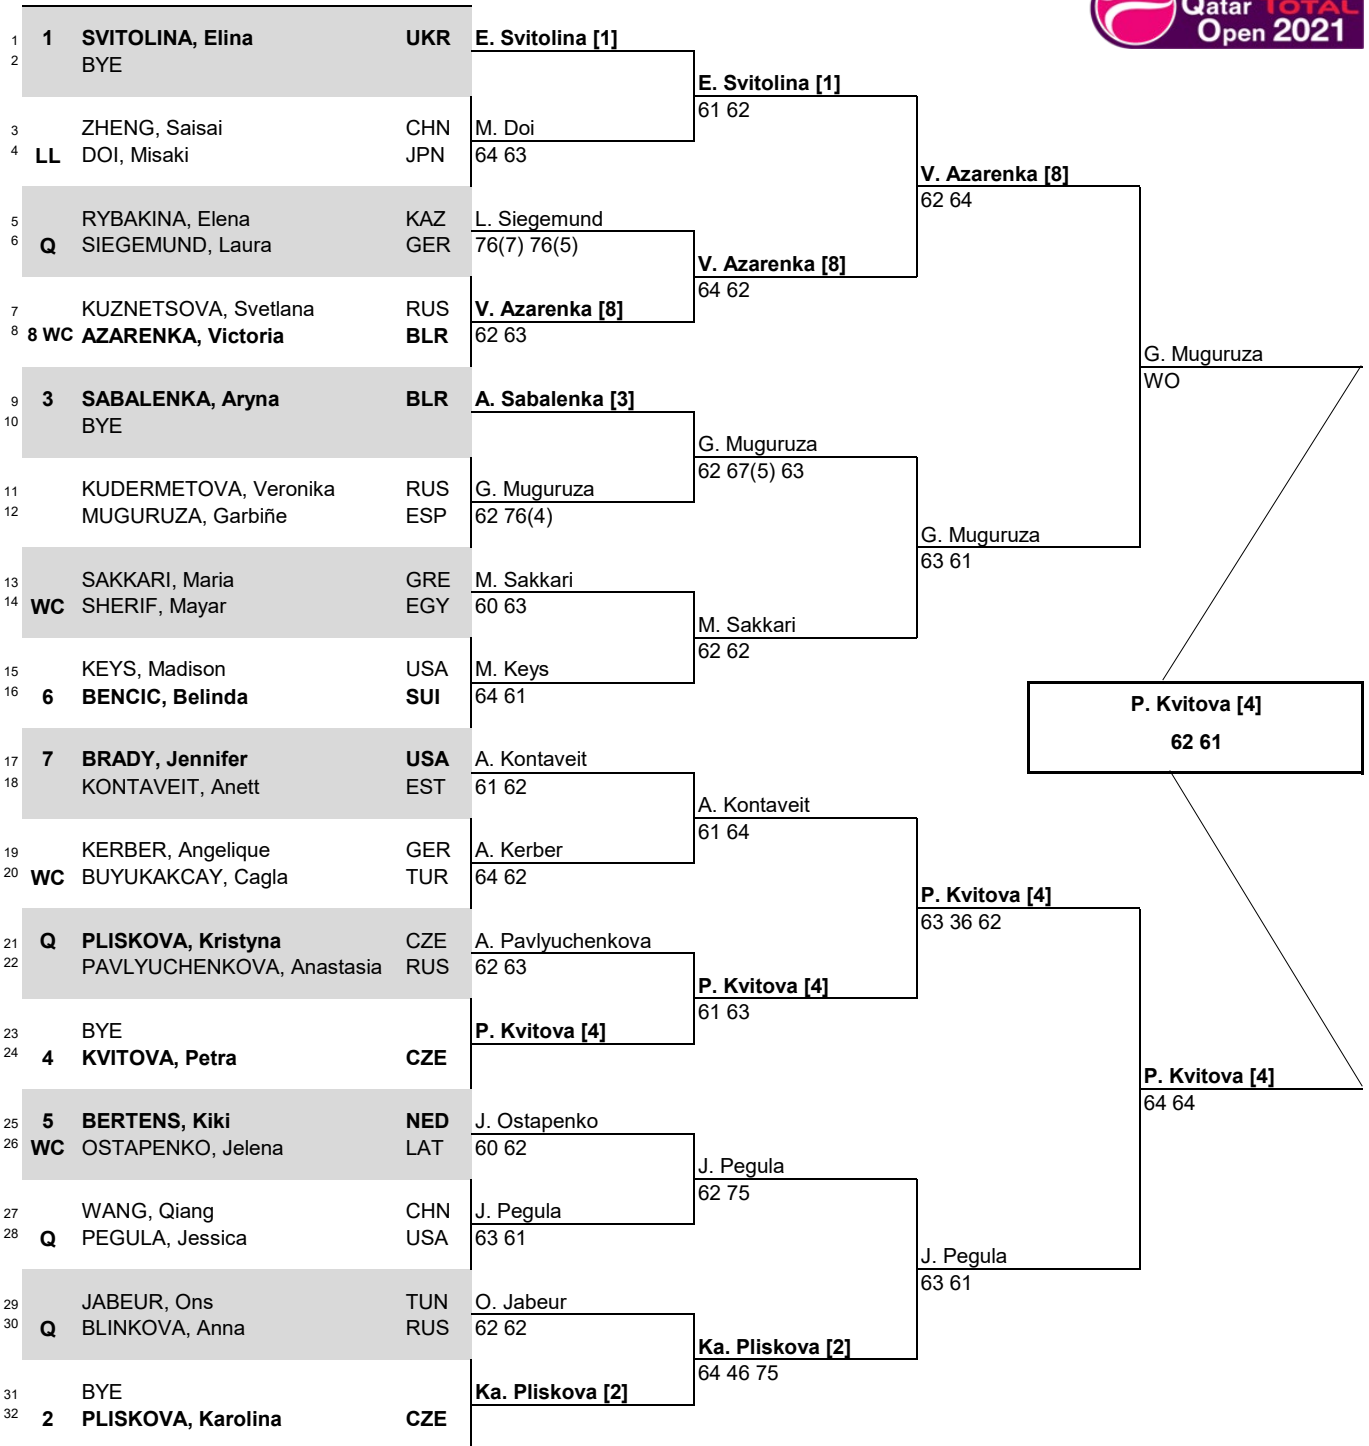 Qatar TOTAL
Open 2021
1 1 SVITOLINA, Elina UKR E. Svitolina [1]
2 BYE
E. Svitolina [1]
61 62
3 ZHENG, Saisai CHN M. Doi
4 LL DOI, Misaki JPN 64 63
V. Azarenka [8]
62 64
5 RYBAKINA, Elena KAZ L. Siegemund
6 Q SIEGEMUND, Laura GER 76(7) 76(5)
V. Azarenka [8]
64 62
7 KUZNETSOVA, Svetlana RUS V. Azarenka [8]
8 8 WC AZARENKA, Victoria BLR 62 63
G. Muguruza
WO
9 3 SABALENKA, Aryna BLR A. Sabalenka [3]
10 BYE
G. Muguruza
62 67(5) 63
11 KUDERMETOVA, Veronika RUS G. Muguruza
12 MUGURUZA, Garbiñe ESP 62 76(4)
G. Muguruza
63 61
13 SAKKARI, Maria GRE M. Sakkari
14 WC SHERIF, Mayar EGY 60 63
M. Sakkari
62 62
15 KEYS, Madison USA M. Keys
16 6 BENCIC, Belinda SUI 64 61
P. Kvitova [4]
62 61
17 7 BRADY, Jennifer USA A. Kontaveit
18 KONTAVEIT, Anett EST 61 62
A. Kontaveit
61 64
19 KERBER, Angelique GER A. Kerber
20 WC BUYUKAKCAY, Cagla TUR 64 62
P. Kvitova [4]
63 36 62
21 Q PLISKOVA, Kristyna CZE A. Pavlyuchenkova
22 PAVLYUCHENKOVA, Anastasia RUS 62 63
P. Kvitova [4]
61 63
23 BYE P. Kvitova [4]
24 4 KVITOVA, Petra CZE
P. Kvitova [4]
64 64
25 5 BERTENS, Kiki NED J. Ostapenko
26 WC OSTAPENKO, Jelena LAT 60 62
J. Pegula
62 75
27 WANG, Qiang CHN J. Pegula
28 Q PEGULA, Jessica USA 63 61
J. Pegula
63 61
29 JABEUR, Ons TUN O. Jabeur
30 Q BLINKOVA, Anna RUS 62 62
Ka. Pliskova [2]
64 46 75
31 BYE Ka. Pliskova [2]
32 2 PLISKOVA, Karolina CZE